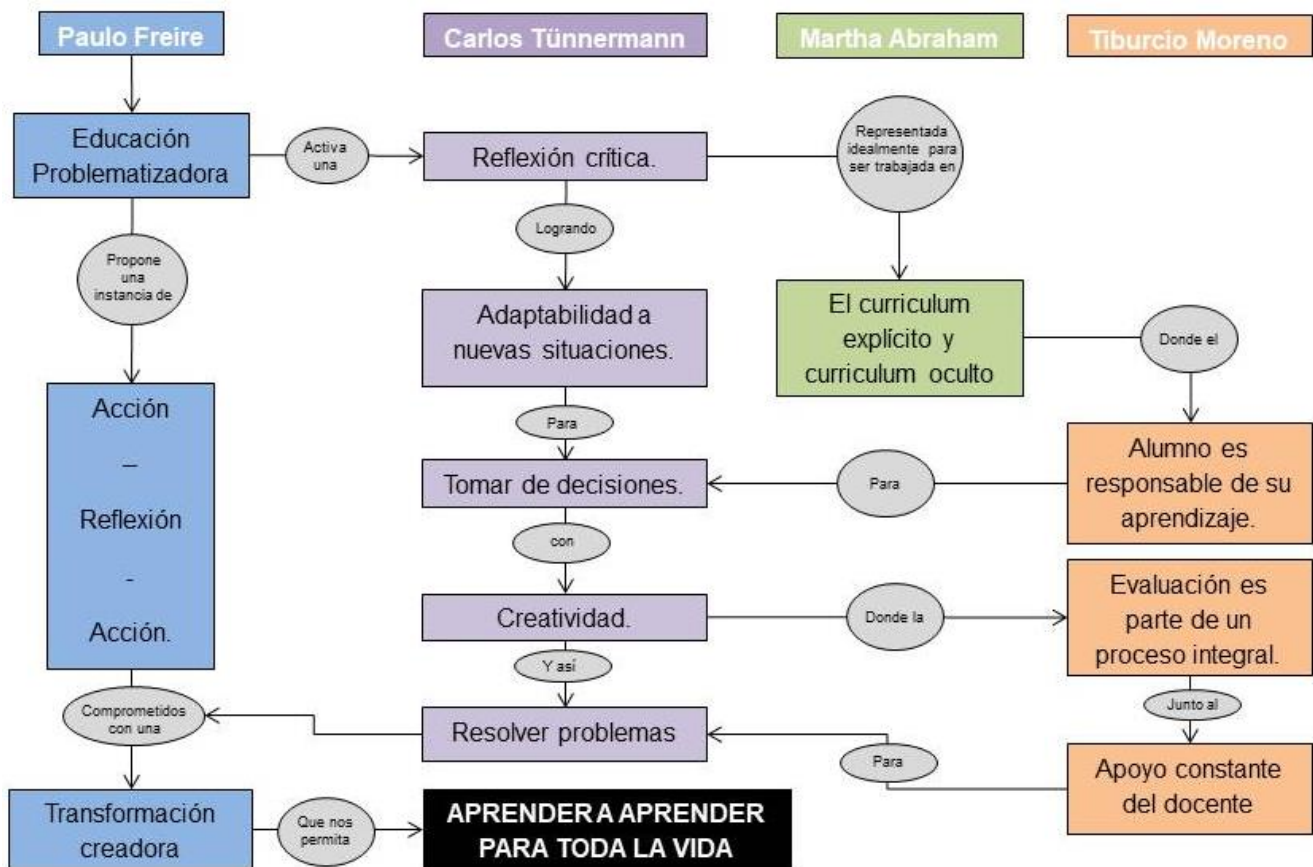 Paulo Freire
Carlos Tünnermann
Martha Abraham
Tiburcio Moreno
Educación
Problematizadora
Activa
una
Reflexión crítica.
Representada
idealmente para
ser trabajada en
Propone
una
instancia de
Logrando
Adaptabilidad a
nuevas situaciones.
El curriculum
explícito y
curriculum oculto
Donde el
Acción
–
Reflexión
-
Acción.
Para
Tomar de decisiones.
Para
Alumno es
responsable de su
aprendizaje.
con
Creatividad.
Donde la
Evaluación es
parte de un
proceso integral.
Y así
Junto al
Comprometidos
con una
Resolver problemas
Para
Apoyo constante
del docente
Transformación
creadora
Que nos
permita
APRENDER A APRENDER
PARA TODA LA VIDA